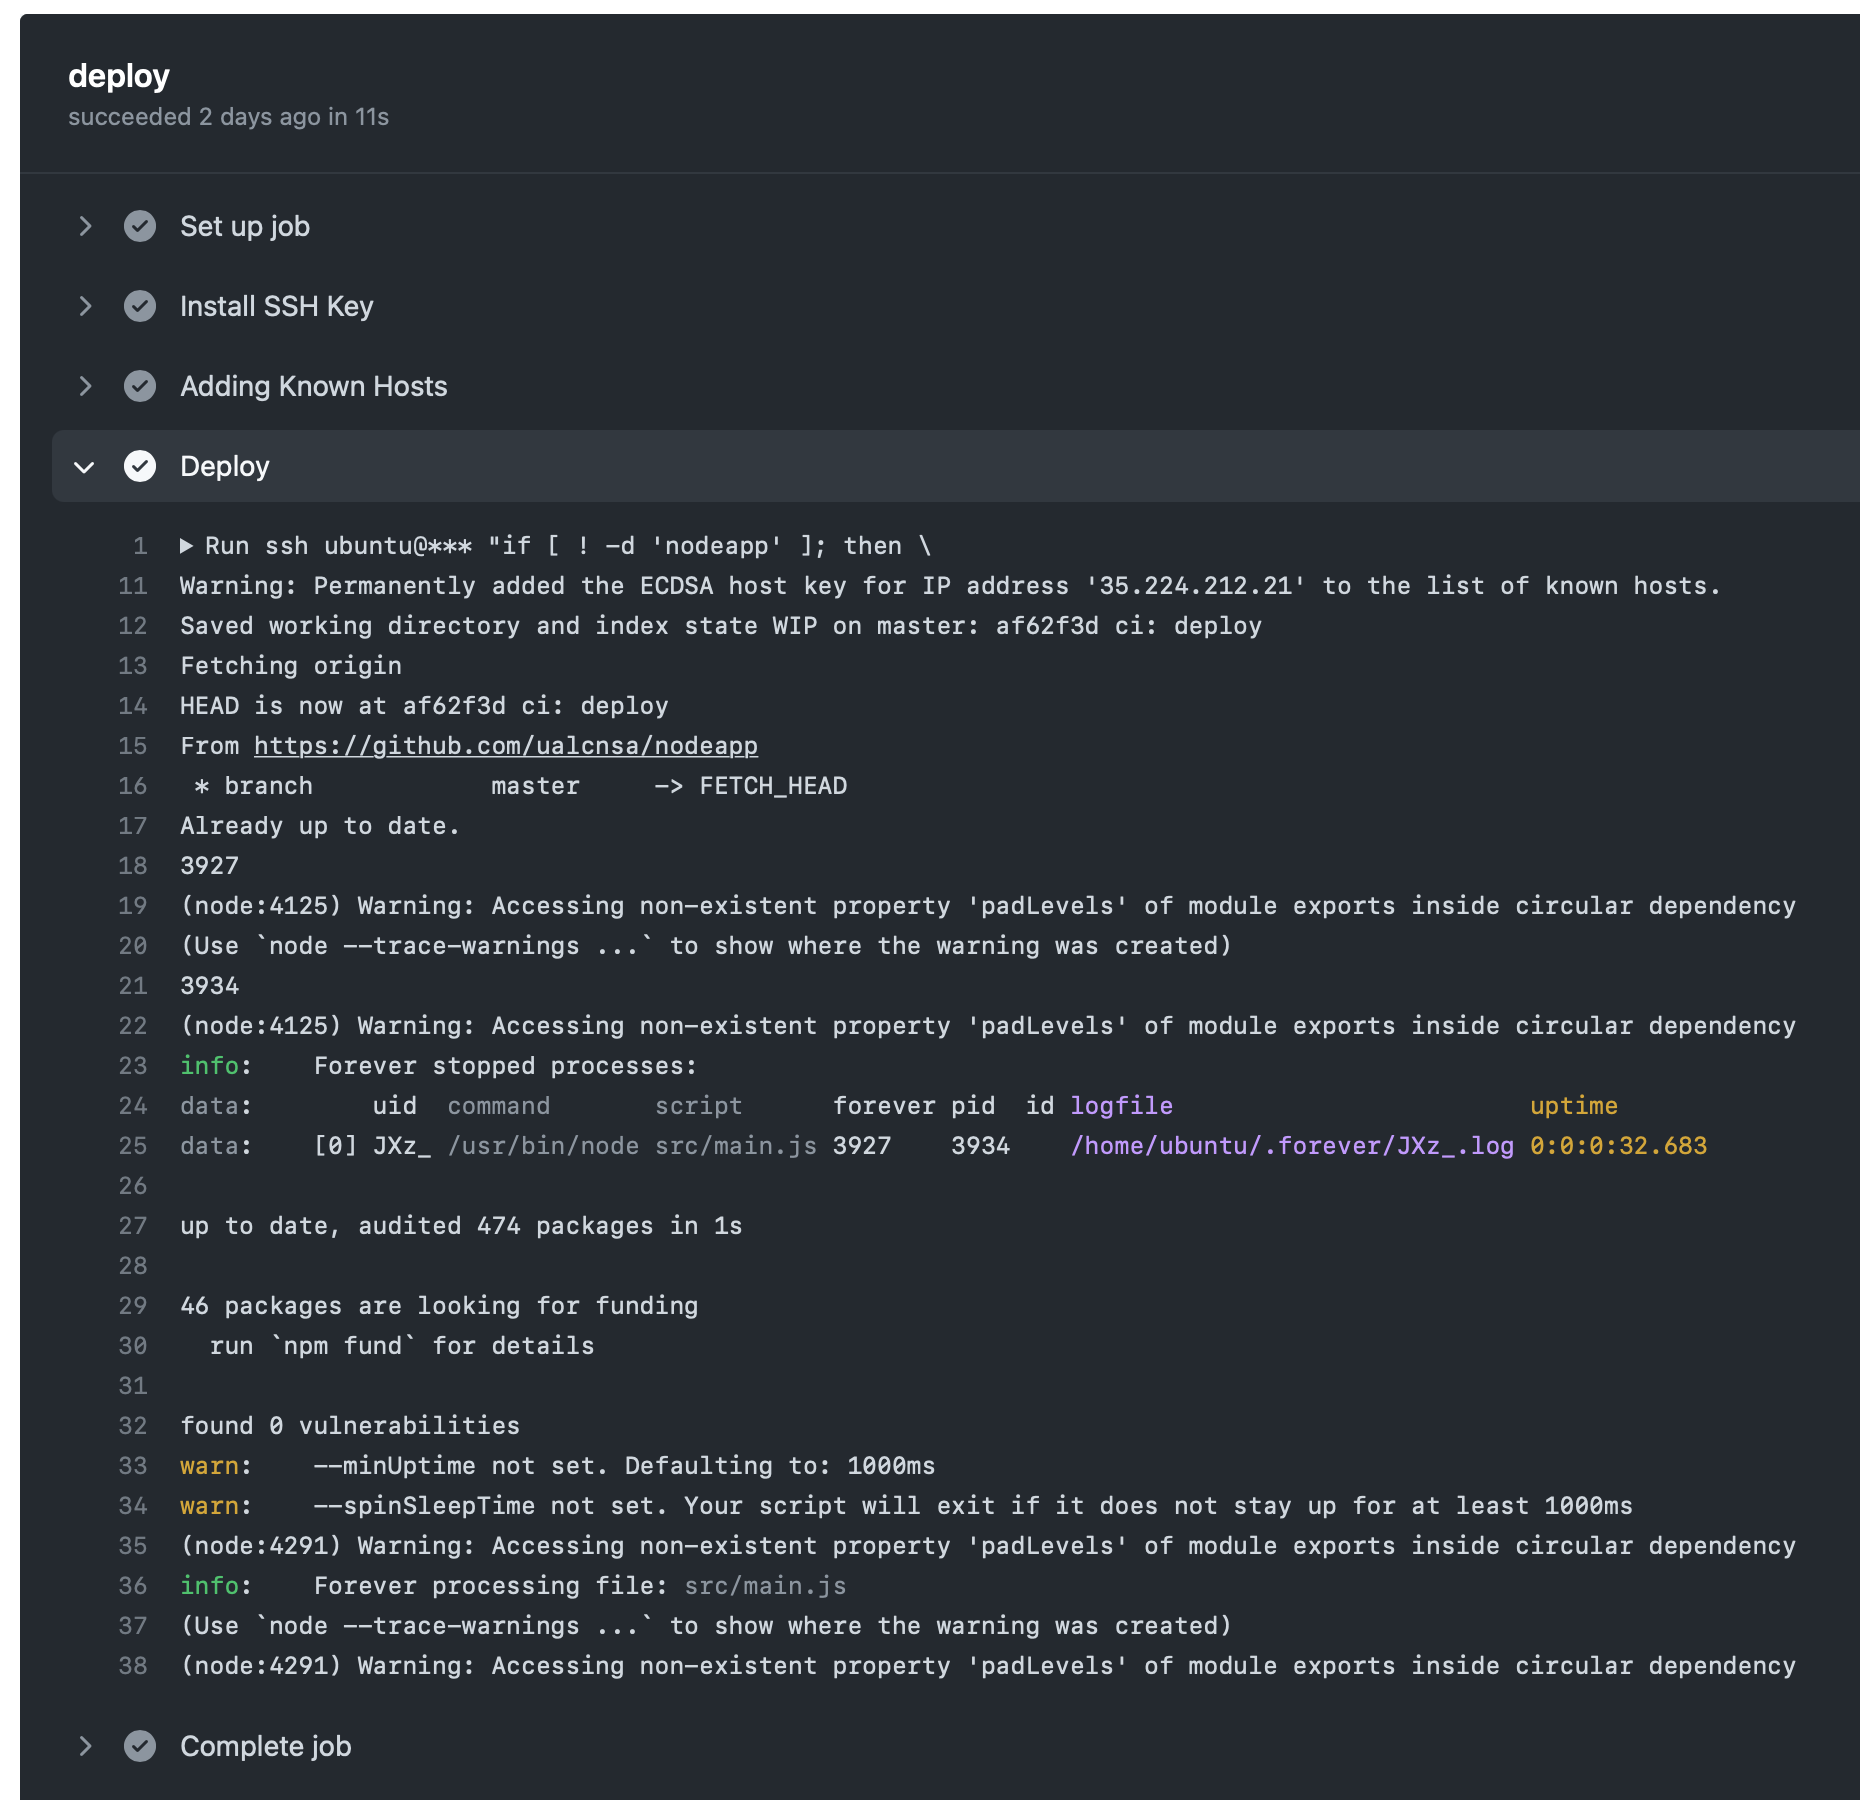 deploy
succeeded 2 days ago in 11s
Set up job
Install SSH Key
Adding Known Hosts
Deploy
1 ▶ Run ssh ubuntu@*** "if [ ! -d 'nodeapp' ]; then \
11 Warning: Permanently added the ECDSA host key for IP address '35.224.212.21' to the list of known hosts.
12 Saved working directory and index state WIP on master: af62f3d ci: deploy
13 Fetching origin
14 HEAD is now at af62f3d ci: deploy
15 From https://github.com/ualcnsa/nodeapp
16  * branch            master     -> FETCH_HEAD
17 Already up to date.
18 3927
19 (node:4125) Warning: Accessing non-existent property 'padLevels' of module exports inside circular dependency
20 (Use `node --trace-warnings ...` to show where the warning was created)
21 3934
22 (node:4125) Warning: Accessing non-existent property 'padLevels' of module exports inside circular dependency
23 info:    Forever stopped processes:
24 data:        uid  command       script      forever pid  id logfile                        uptime
25 data:    [0] JXz_ /usr/bin/node src/main.js 3927    3934    /home/ubuntu/.forever/JXz_.log 0:0:0:32.683
26
27 up to date, audited 474 packages in 1s
28
29 46 packages are looking for funding
30   run `npm fund` for details
31
32 found 0 vulnerabilities
33 warn:    --minUptime not set. Defaulting to: 1000ms
34 warn:    --spinSleepTime not set. Your script will exit if it does not stay up for at least 1000ms
35 (node:4291) Warning: Accessing non-existent property 'padLevels' of module exports inside circular dependency
36 info:    Forever processing file: src/main.js
37 (Use `node --trace-warnings ...` to show where the warning was created)
38 (node:4291) Warning: Accessing non-existent property 'padLevels' of module exports inside circular dependency
Complete job